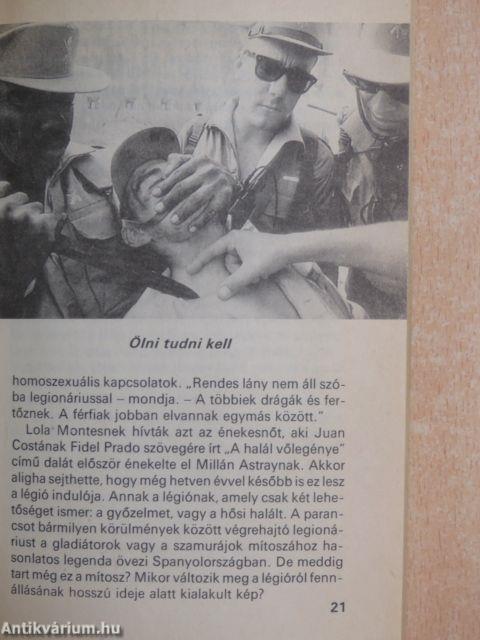 Ölni tudni kell
homoszexuális kapcsolatok. „Rendes lány nem áll szó-
ba legionáriussal – mondja. – A többiek drágák és fer-
tőznek. A férfiak jobban elvannak egymás között.”
Lola Montesnek hívták azt az énekesnőt, aki Juan
Costának Fidel Prado szövegére írt „A halál vőlegénye”
című dalát először énekelte el Millán Astraynak. Akkor
aligha sejthette, hogy még hetven évvel később is ez lesz
a légió indulója. Annak a légiónak, amely csak két lehe-
tőséget ismer: a győzelmet, vagy a hősi halált. A paran-
csot bármilyen körülmények között végrehajtó legioná-
riust a gladiátorok vagy a szamurájok mítoszához ha-
sonlatos legenda övezi Spanyolországban. De meddig
tart még ez a mítosz? Mikor változik meg a légióról fenn-
állásának hosszú ideje alatt kialakult kép?
21
Antikvárium.hu